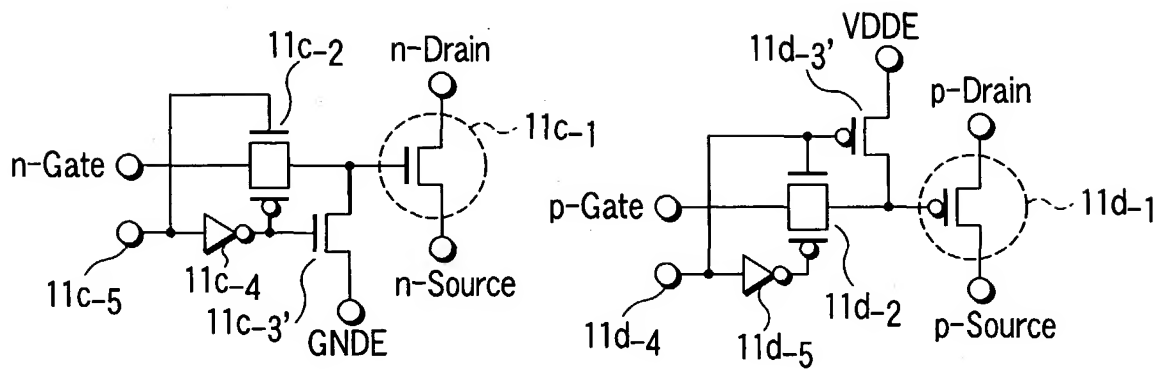 11c-2
n-Drain
11c-1
n-Gate
11c-5
11c-4
11c-3'
GNDE
n-Source
VDDE
11d-3'
p-Drain
p-Gate
11d-1
11d-2
11d-4
11d-5
p-Source